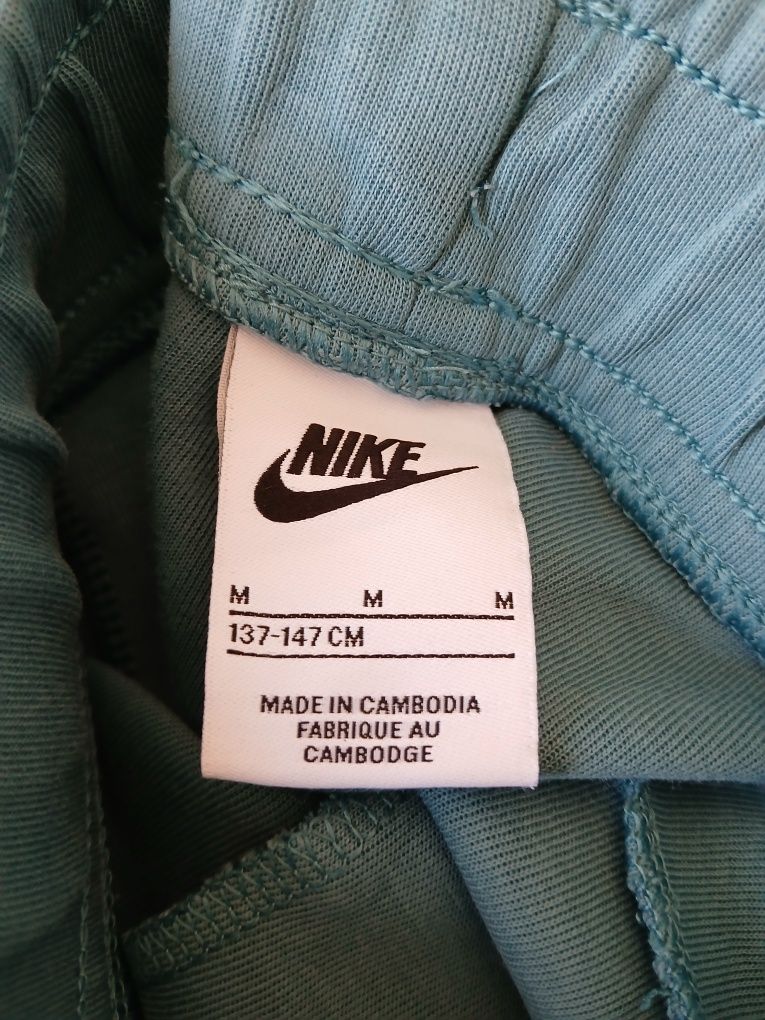 NIKE
M M M
137-147 CM
MADE IN CAMBODIA
FABRIQUE AU
CAMBODGE